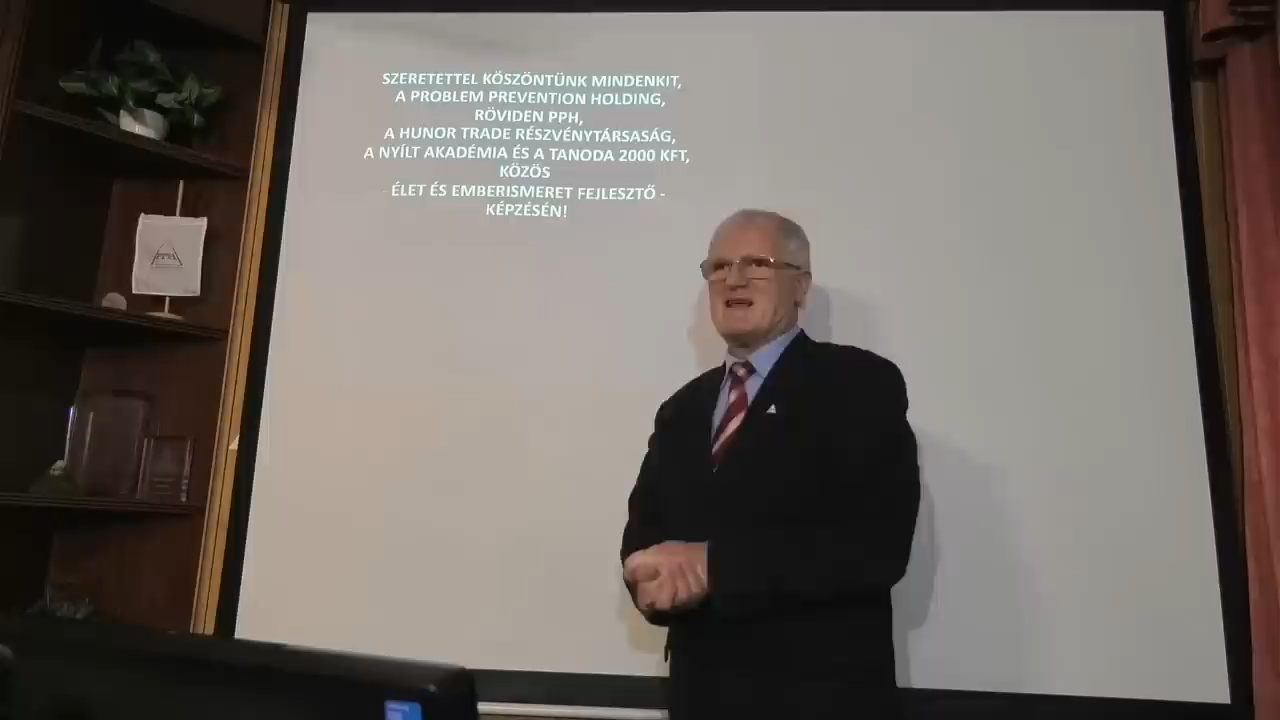 SZERETETTEL KÖSZÖNTÜNK MINDENKIT,
A PROBLEM PREVENTION HOLDING,
RÖVIDEN PPH,
A HUNOR TRADE RÉSZVÉNYTÁRSASÁG,
A NYÍLT AKADÉMIA ÉS A TANODA 2000 KFT,
KÖZÖS
- ÉLET ÉS EMBERISMERET FEJLESZTŐ -
KÉPZÉSÉN!